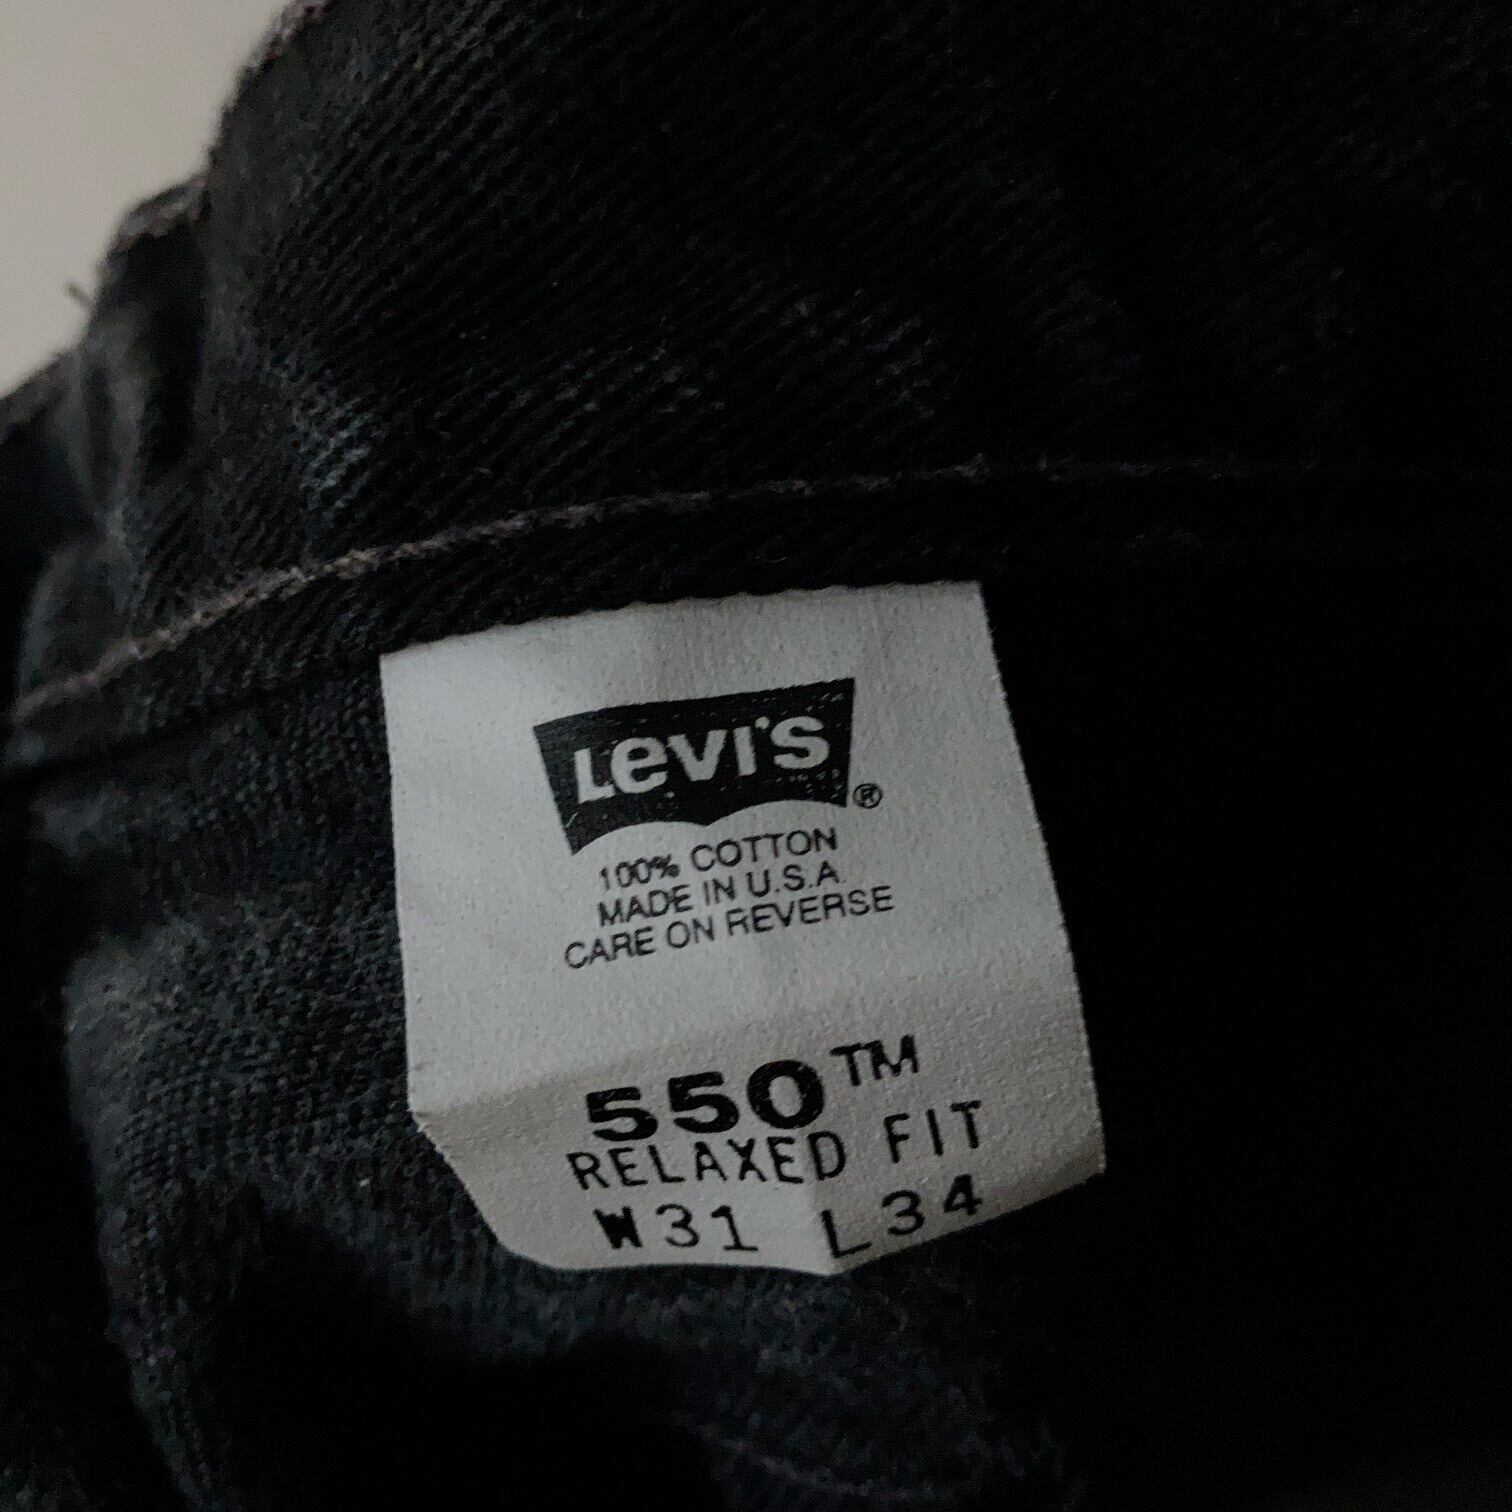 Levi's ®
100% COTTON
MADE IN U.S.A
CARE ON REVERSE
550™
RELAXED FIT
W31 L34